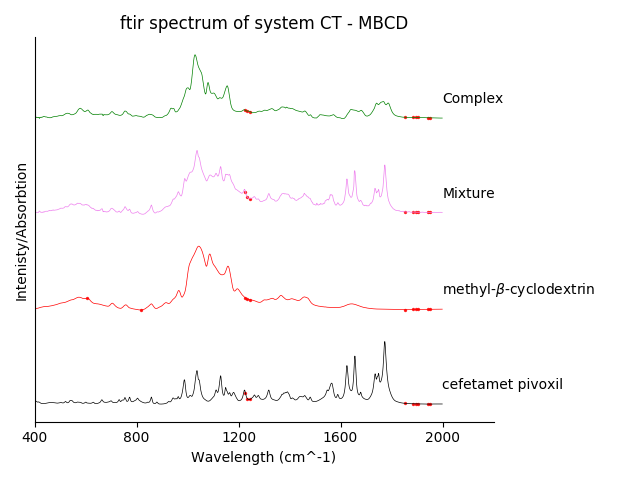 ftir spectrum of system CT - MBCD
Complex
Mixture
methyl-β-cyclodextrin
cefetamet pivoxil
Intenisty/Absorbtion
400 800 1200 1600 2000
Wavelength (cm^-1)